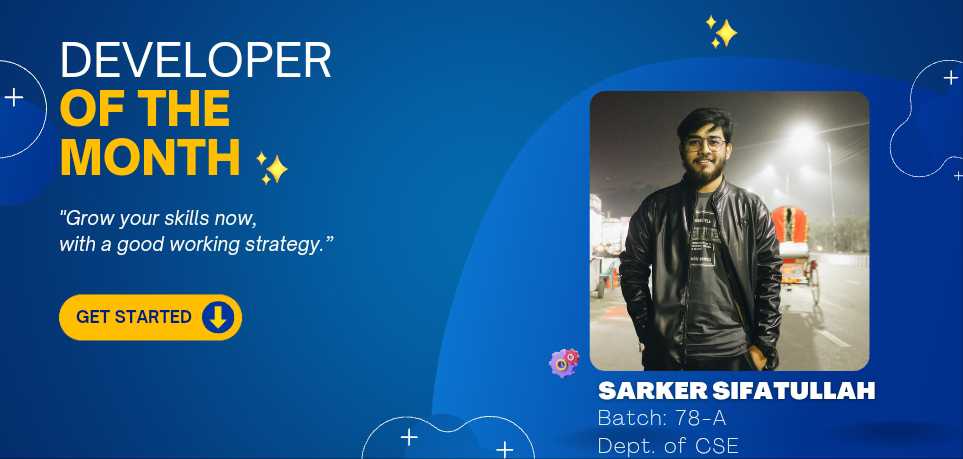 DEVELOPER
OF THE
MONTH
"Grow your skills now,
with a good working strategy.”
GET STARTED
SARKER SIFATULLAH
Batch: 78-A
Dept. of CSE